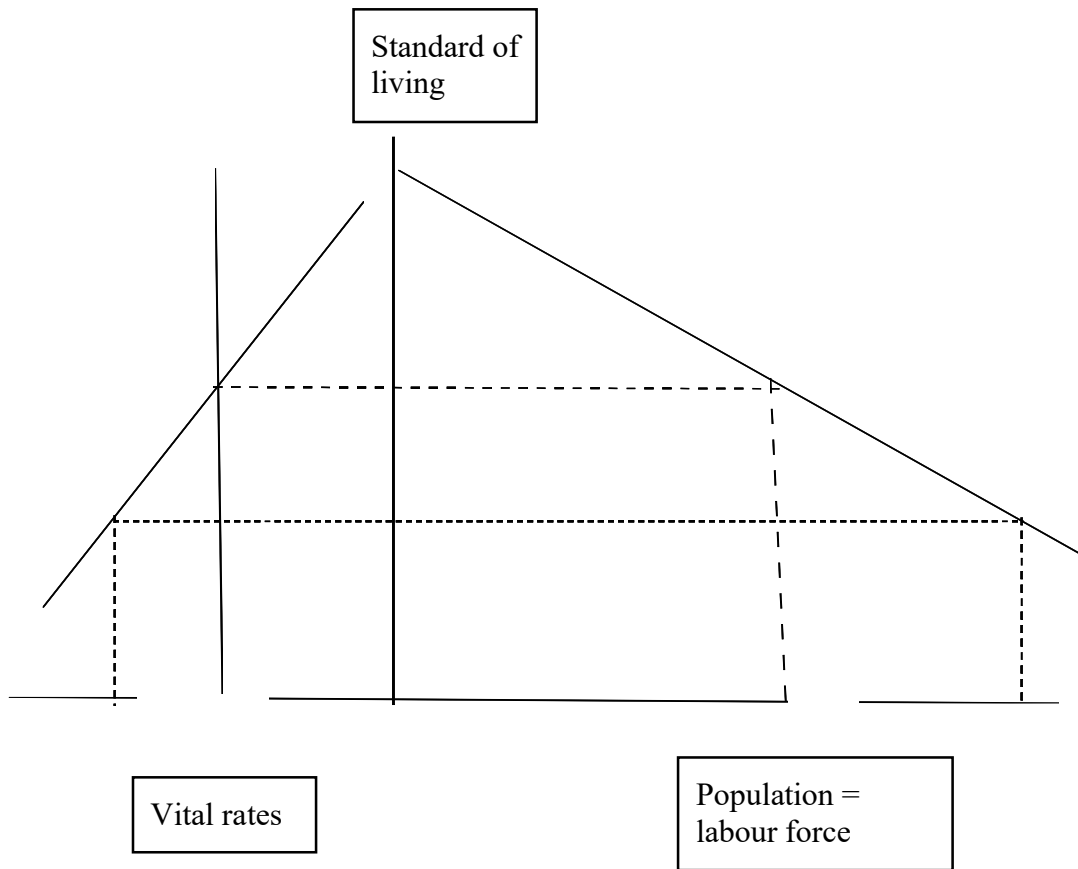 Standard of
living
Vital rates
Population =
labour force